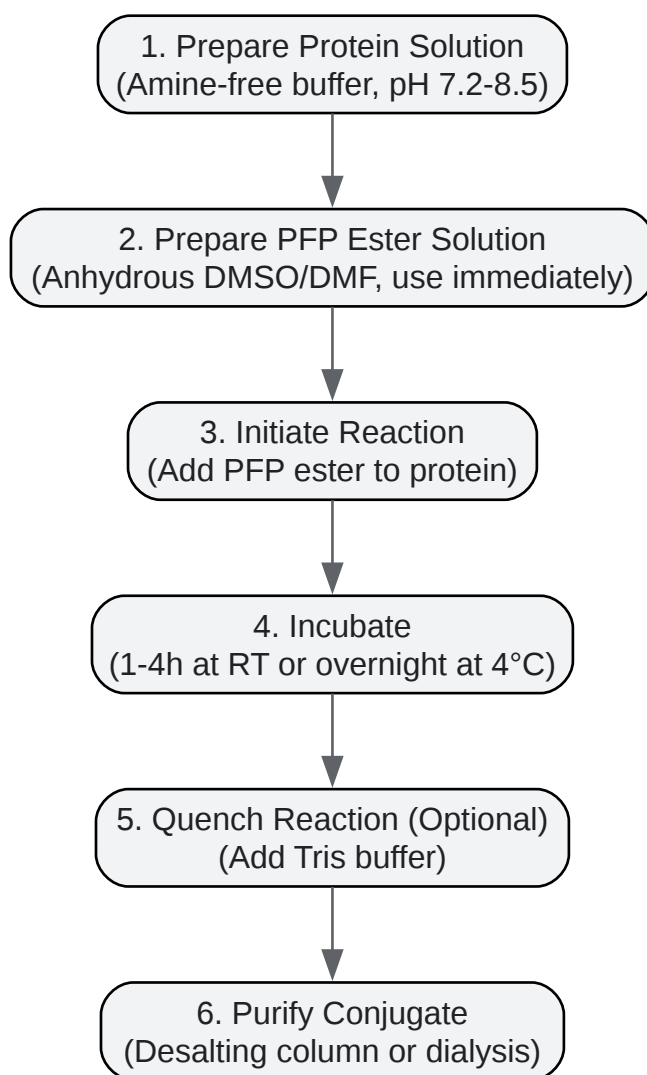 1. Prepare Protein Solution
(Amine-free buffer, pH 7.2-8.5)
2. Prepare PFP Ester Solution
(Anhydrous DMSO/DMF, use immediately)
3. Initiate Reaction
(Add PFP ester to protein)
4. Incubate
(1-4h at RT or overnight at 4°C)
5. Quench Reaction (Optional)
(Add Tris buffer)
6. Purify Conjugate
(Desalting column or dialysis)